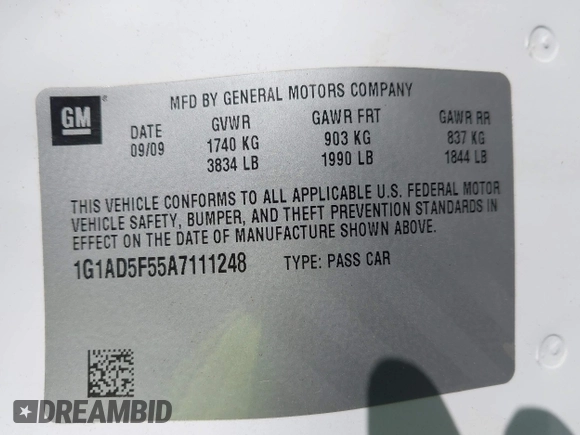 GM
MFD BY GENERAL MOTORS COMPANY
DATE GVWR GAWR FRT GAWR RR
09/09 1740 KG 903 KG 837 KG
3834 LB 1990 LB 1844 LB
THIS VEHICLE CONFORMS TO ALL APPLICABLE U.S. FEDERAL MOTOR
VEHICLE SAFETY, BUMPER, AND THEFT PREVENTION STANDARDS IN
EFFECT ON THE DATE OF MANUFACTURE SHOWN ABOVE.
1G1AD5F55A7111248 TYPE: PASS CAR
DREAMBID